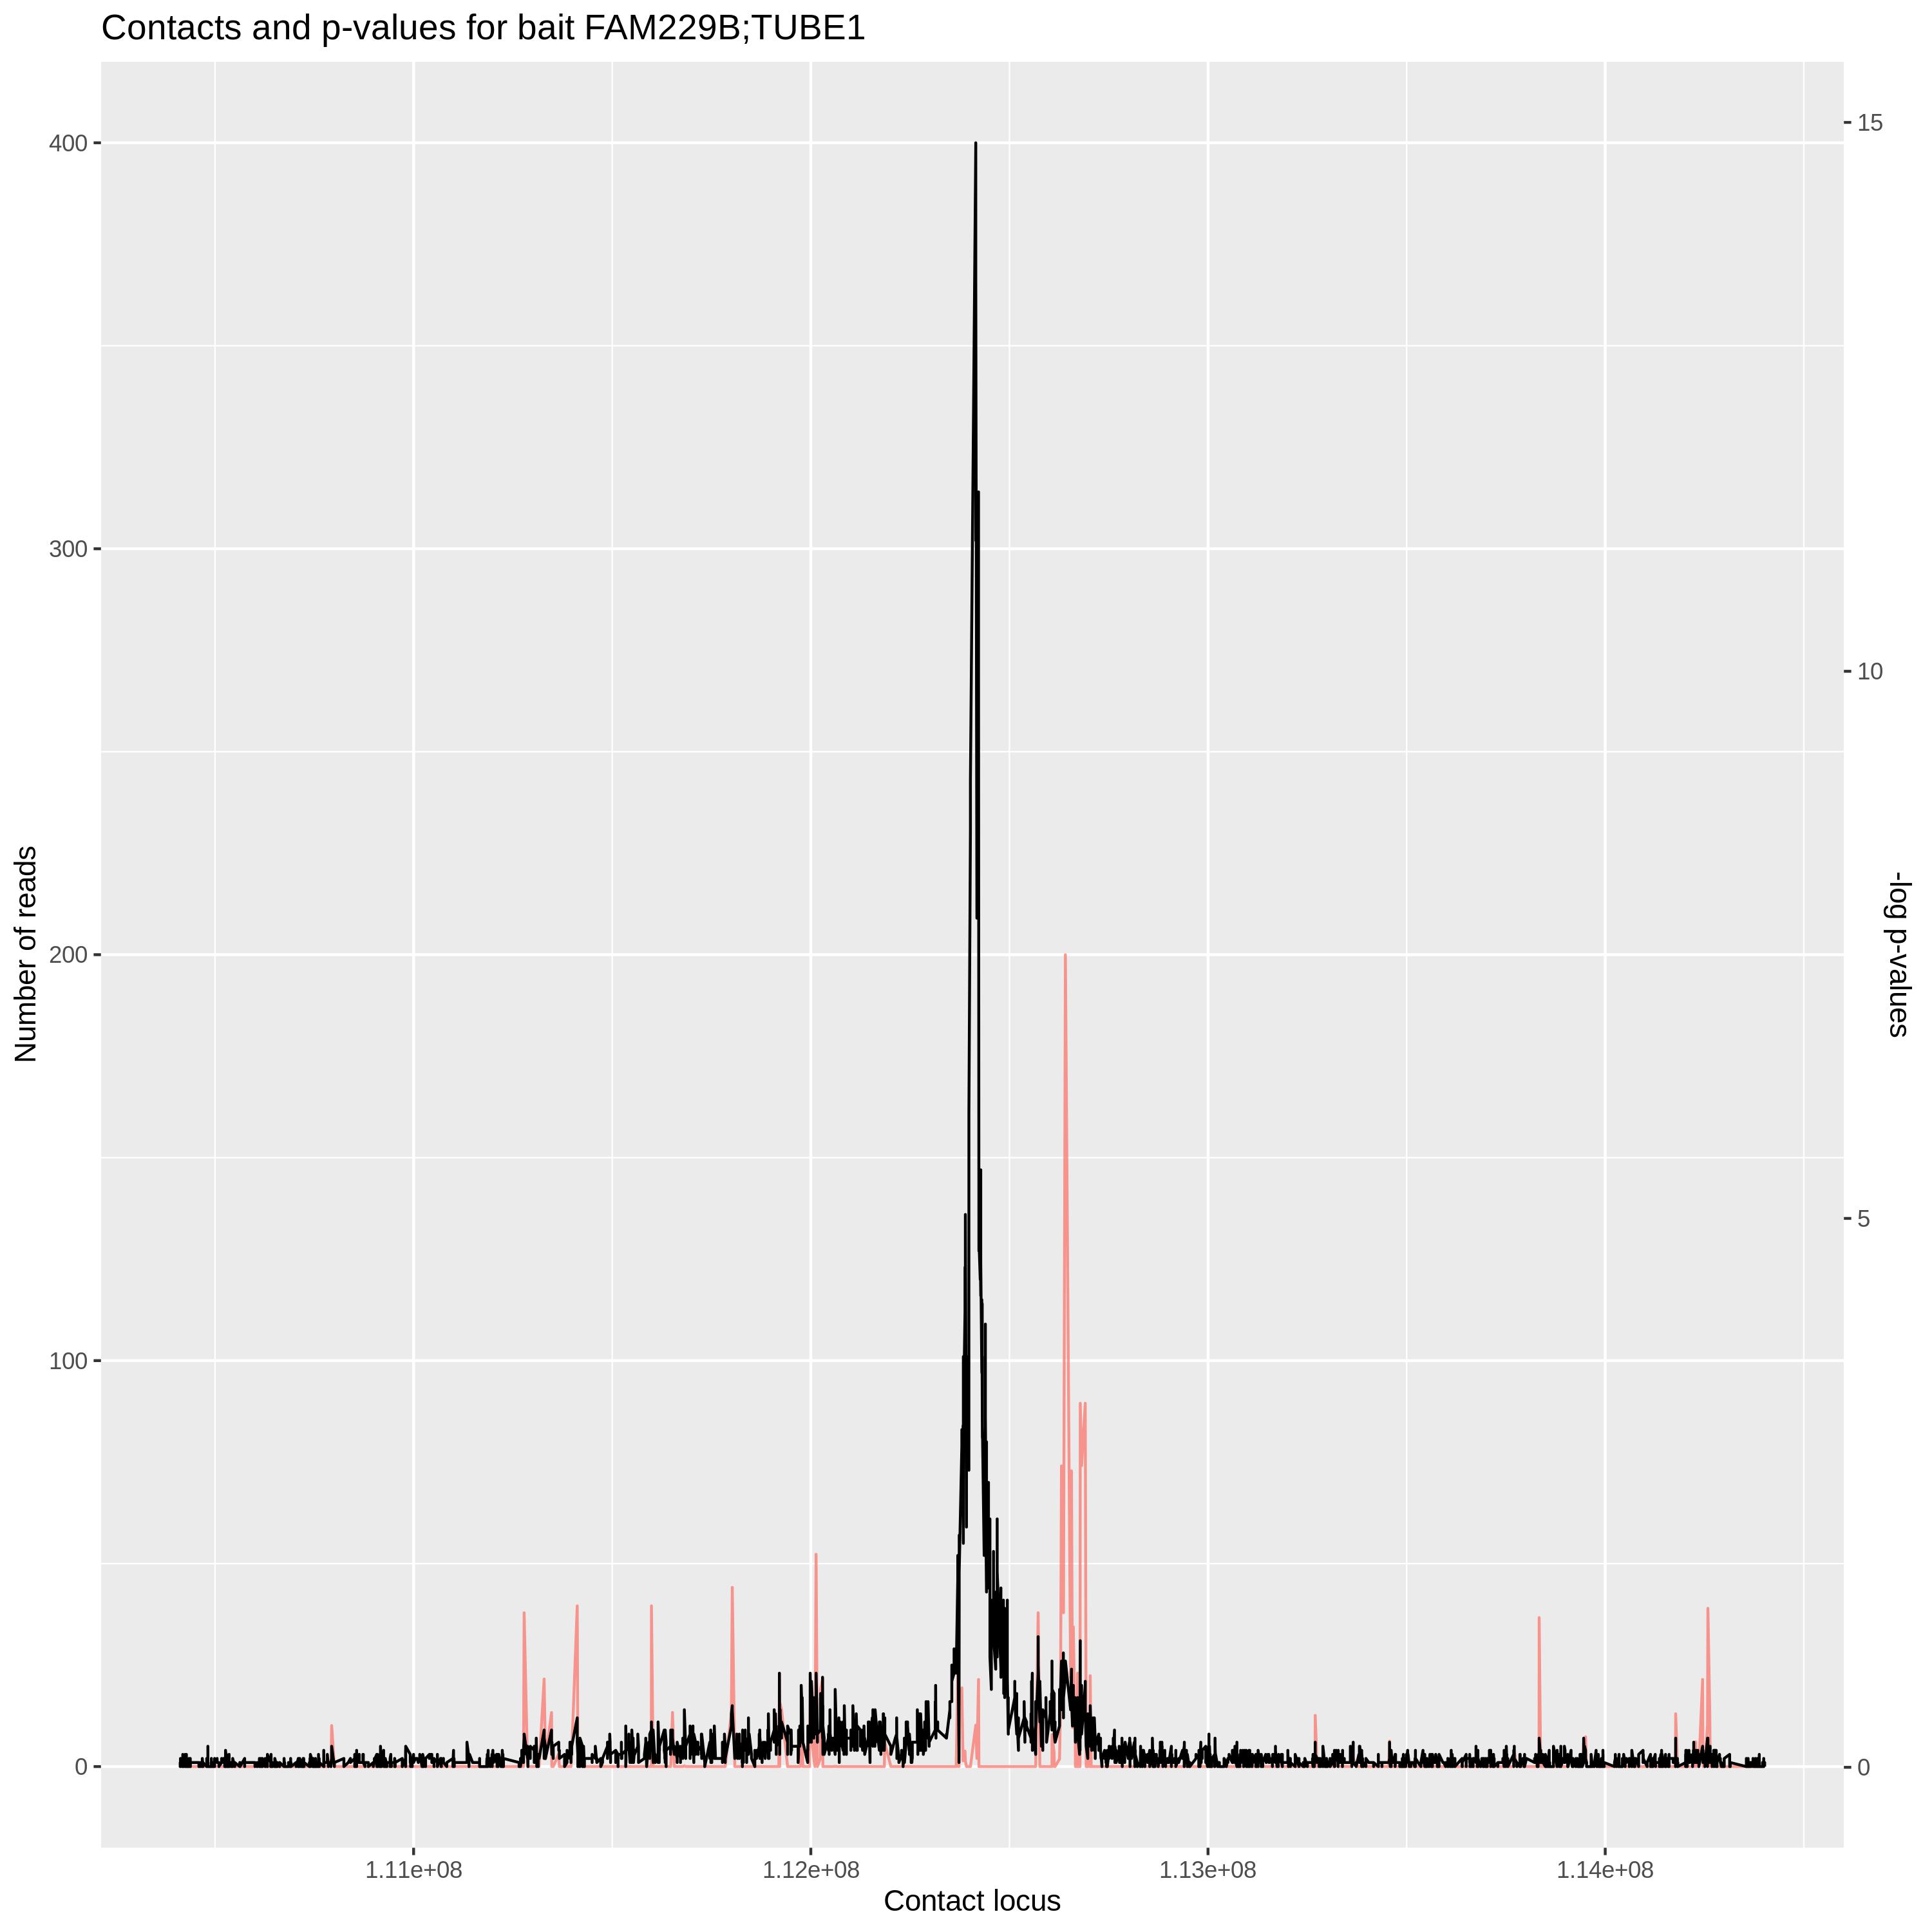 Contacts and p-values for bait FAM229B;TUBE1
400
300
200
100
0
Number of reads
15
10
5
0
-log p-values
1.11e+08
1.12e+08
1.13e+08
1.14e+08
Contact locus